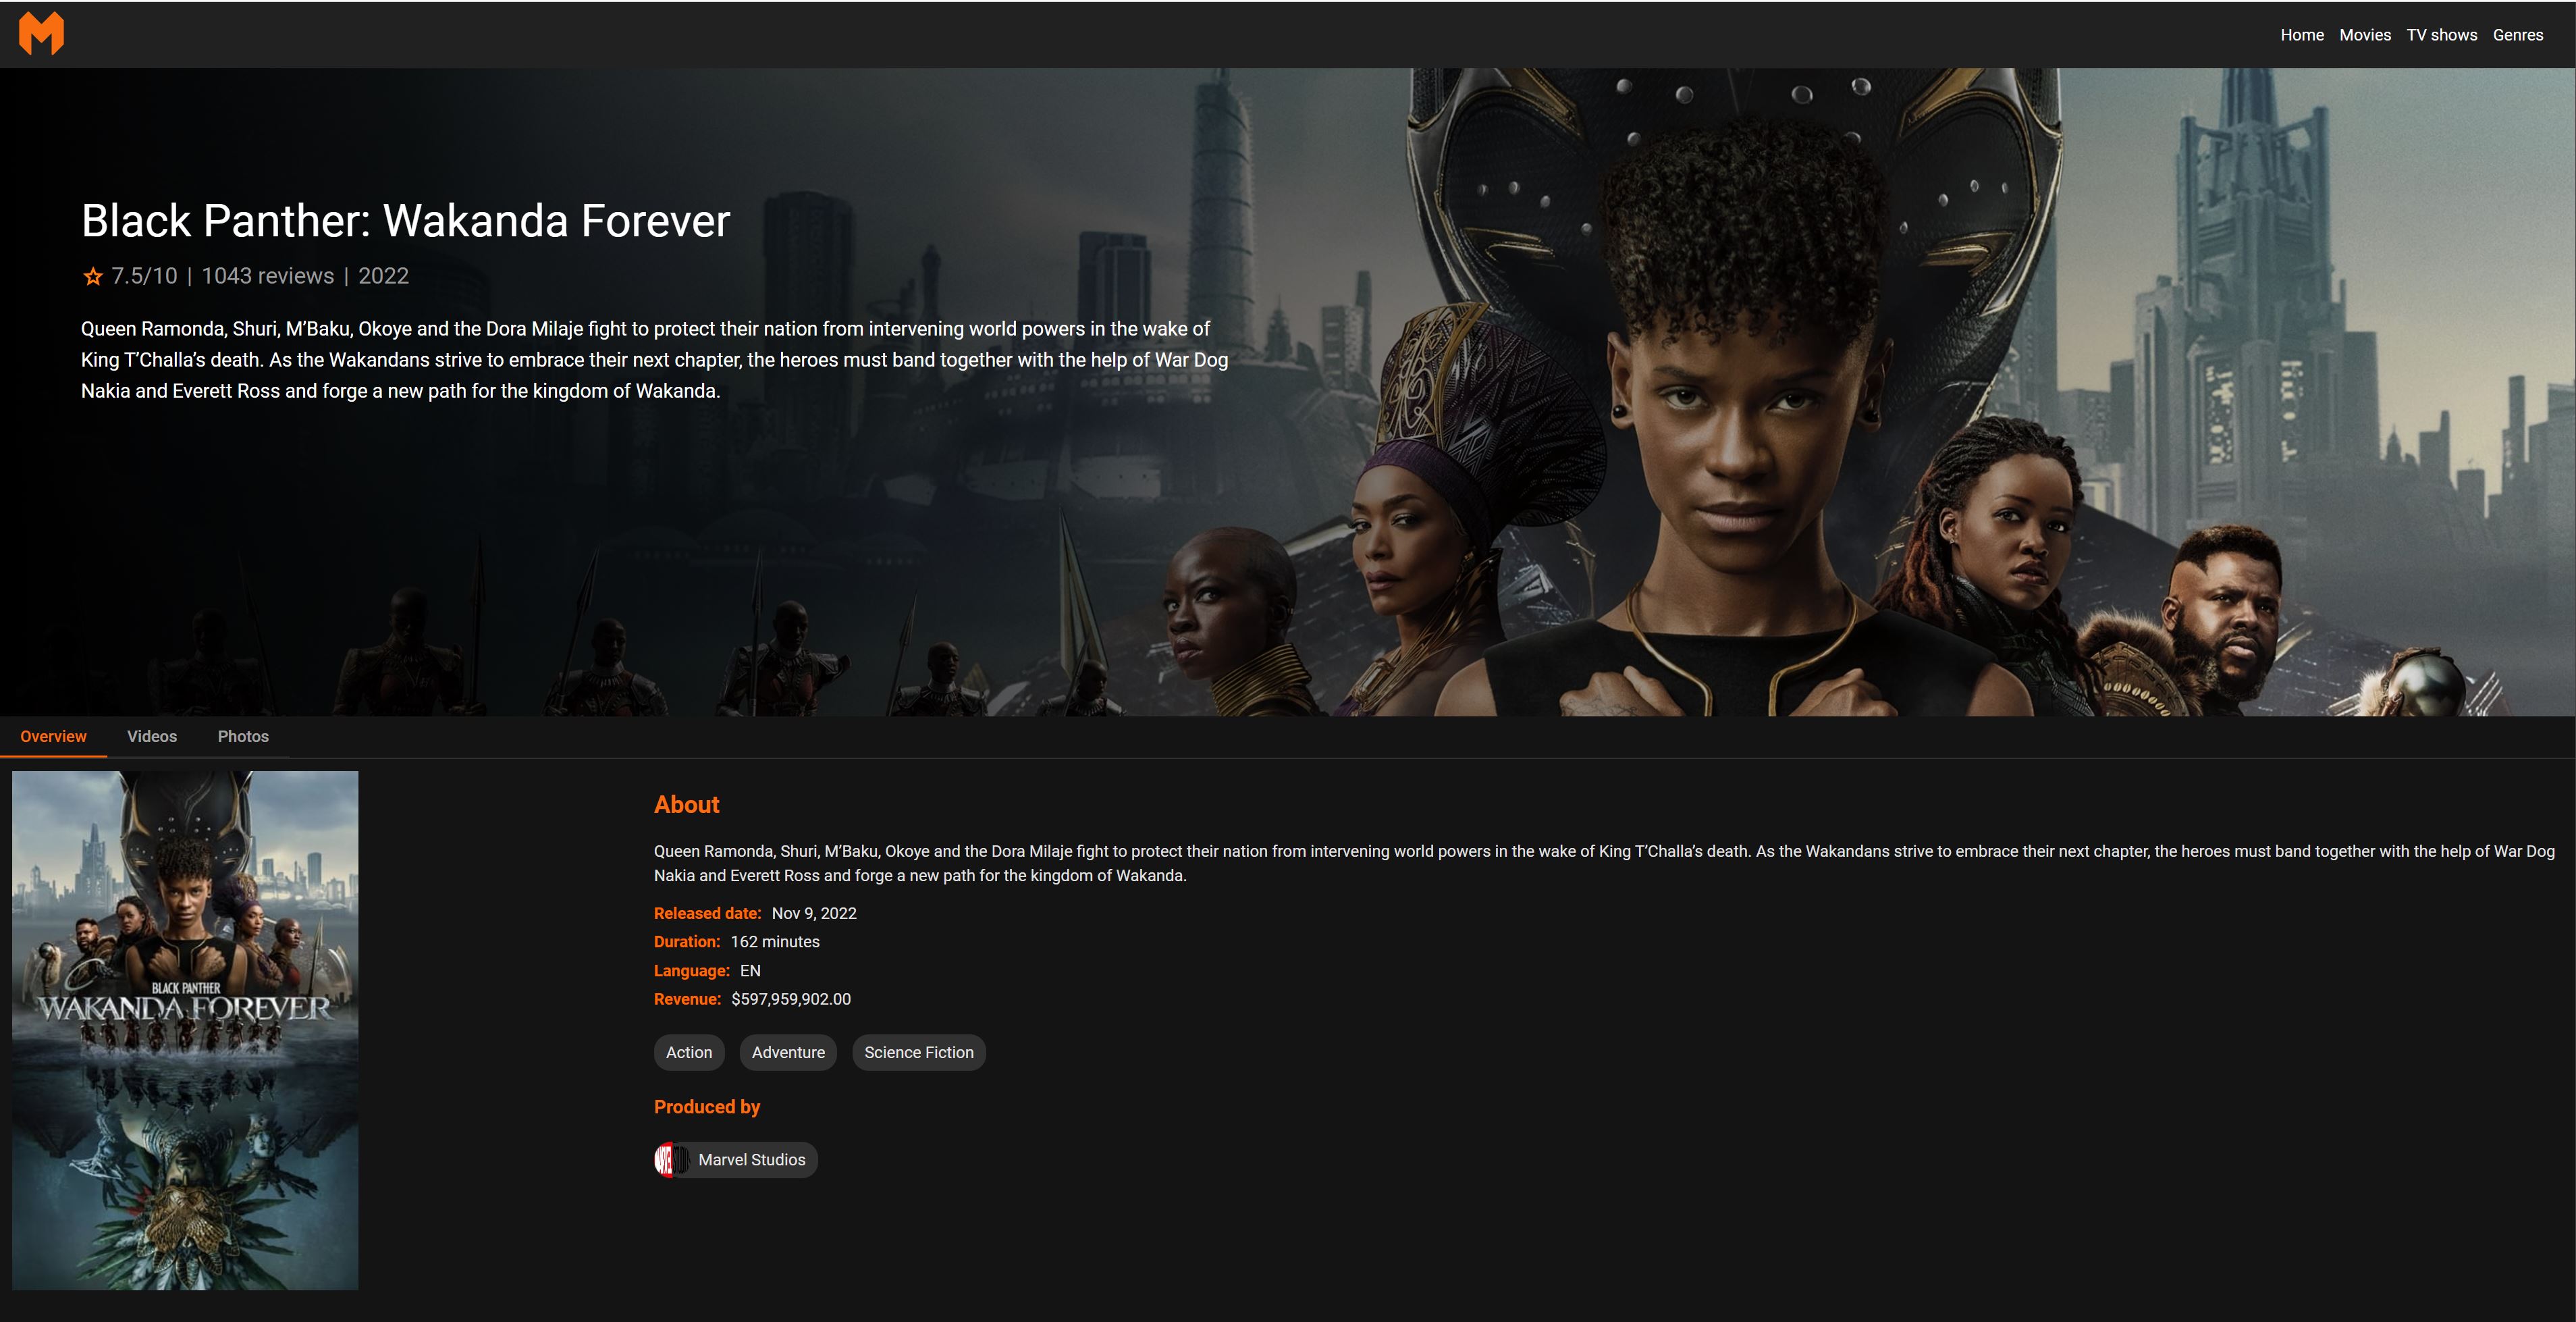 Home Movies TV shows Genres
Black Panther: Wakanda Forever
7.5/10 | 1043 reviews | 2022
Queen Ramonda, Shuri, M’Baku, Okoye and the Dora Milaje fight to protect their nation from intervening world powers in the wake of
King T’Challa’s death. As the Wakandans strive to embrace their next chapter, the heroes must band together with the help of War Dog
Nakia and Everett Ross and forge a new path for the kingdom of Wakanda.
Overview Videos Photos
BLACK PANTHER
WAKANDA FOREVER
About
Queen Ramonda, Shuri, M’Baku, Okoye and the Dora Milaje fight to protect their nation from intervening world powers in the wake of King T’Challa’s death. As the Wakandans strive to embrace their next chapter, the heroes must band together with the help of War Dog
Nakia and Everett Ross and forge a new path for the kingdom of Wakanda.
Released date: Nov 9, 2022
Duration: 162 minutes
Language: EN
Revenue: $597,959,902.00
Action Adventure Science Fiction
Produced by
Marvel Studios